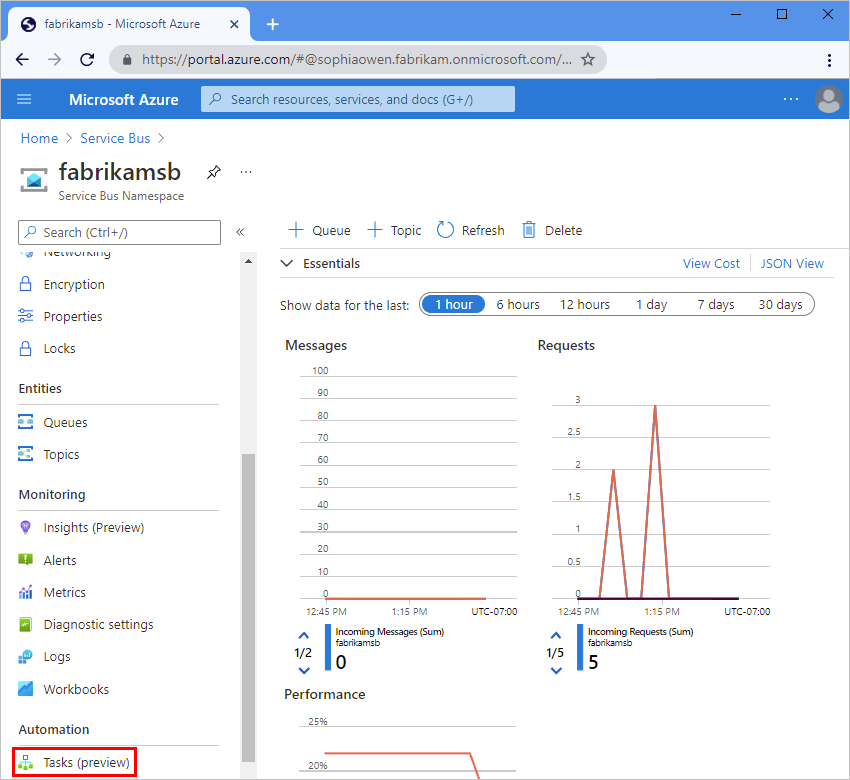 fabrikamsb - Microsoft Azure
https://portal.azure.com/#@sophiaowen.fabrikam.onmicrosoft.com/...
Microsoft Azure
Search resources, services, and docs (G+/)
Home > Service Bus >
fabrikamsb
Service Bus Namespace
Search (Ctrl+/)
«
Networking
Encryption
Properties
Locks
Entities
Queues
Topics
Monitoring
Insights (Preview)
Alerts
Metrics
Diagnostic settings
Logs
Workbooks
Automation
Tasks (preview)
Queue Topic Refresh Delete
Essentials
View Cost JSON View
Show data for the last: 1 hour 6 hours 12 hours 1 day 7 days 30 days
Messages
100
90
80
70
60
50
40
30
20
10
0
12:45 PM 1:15 PM UTC-07:00
1/2
Incoming Messages (Sum)
fabrikamsb
0
Requests
3
2.5
2
1.5
1
0.5
0
12:45 PM 1:15 PM UTC-07:00
1/5
Incoming Requests (Sum)
fabrikamsb
5
Performance
25%
20%